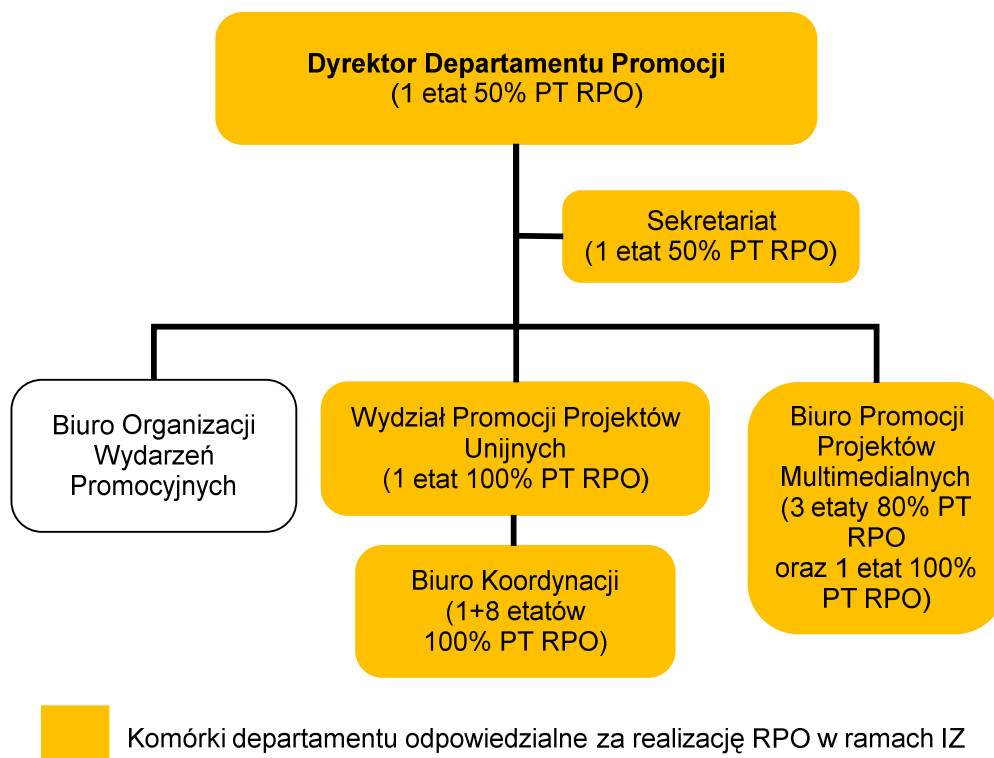 Dyrektor Departamentu Promocji
(1 etat 50% PT RPO)
Sekretariat
(1 etat 50% PT RPO)
Biuro Organizacji
Wydarzeń
Promocyjnych
Wydział Promocji Projektów
Unijnych
(1 etat 100% PT RPO)
Biuro Promocji
Projektów
Multimedialnych
(3 etaty 80% PT
RPO
oraz 1 etat 100%
PT RPO)
Biuro Koordynacji
(1+8 etatów
100% PT RPO)
Komórki departamentu odpowiedzialne za realizację RPO w ramach IZ